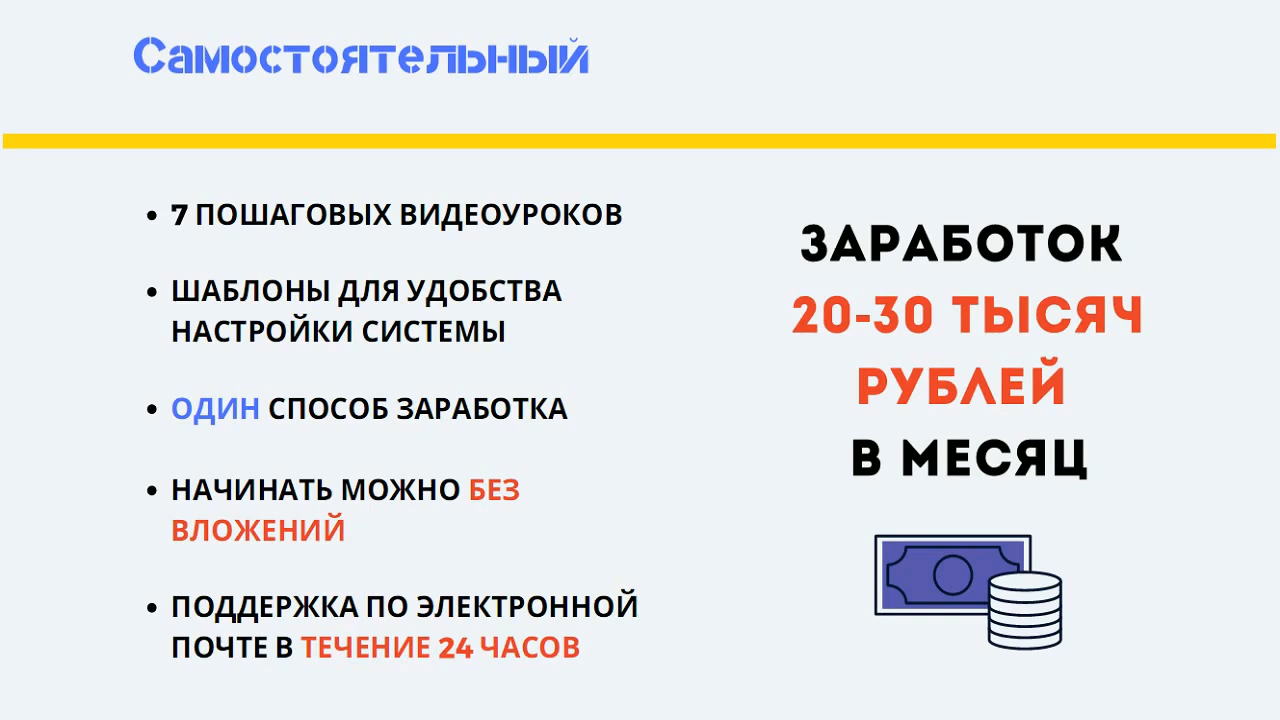 Самостоятельный
• 7 ПОШАГОВЫХ ВИДЕОУРОКОВ
• ШАБЛОНЫ ДЛЯ УДОБСТВА
НАСТРОЙКИ СИСТЕМЫ
• ОДИН СПОСОБ ЗАРАБОТКА
• НАЧИНАТЬ МОЖНО БЕЗ
ВЛОЖЕНИЙ
• ПОДДЕРЖКА ПО ЭЛЕКТРОННОЙ
ПОЧТЕ В ТЕЧЕНИЕ 24 ЧАСОВ
ЗАРАБОТОК
20-30 ТЫСЯЧ
РУБЛЕЙ
В МЕСЯЦ